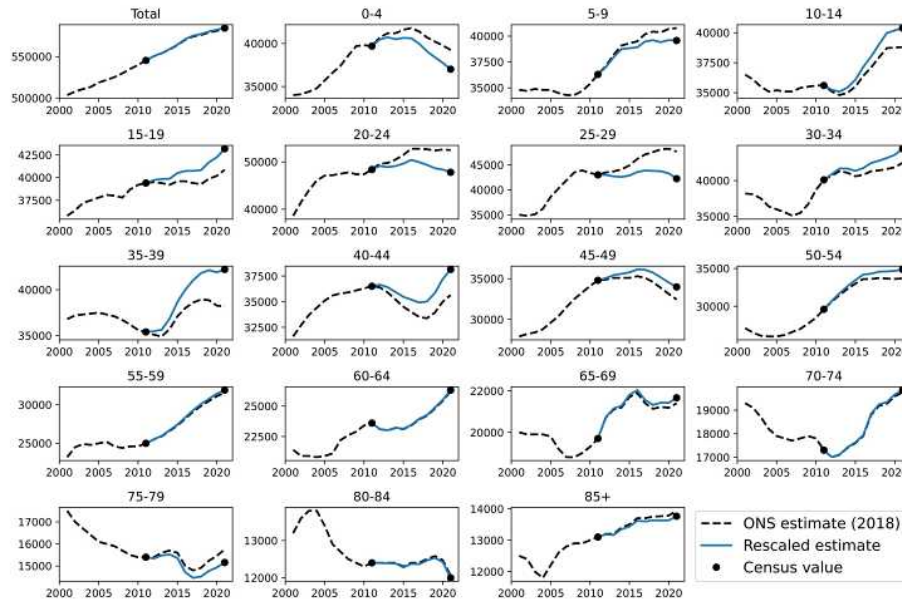 Total 0-4 5-9 10-14
550000 40000 40000 40000
500000 35000 35000 35000
2000 2005 2010 2015 2020 2000 2005 2010 2015 2020 2000 2005 2010 2015 2020 2000 2005 2010 2015 2020
15-19 20-24 25-29 30-34
42500 50000 45000 40000
40000 40000 40000 35000
37500 35000
2000 2005 2010 2015 2020 2000 2005 2010 2015 2020 2000 2005 2010 2015 2020 2000 2005 2010 2015 2020
35-39 40-44 45-49 50-54
40000 37500 35000 35000
35000 35000 30000 30000
32500
2000 2005 2010 2015 2020 2000 2005 2010 2015 2020 2000 2005 2010 2015 2020 2000 2005 2010 2015 2020
55-59 60-64 65-69 70-74
30000 25000 22000 19000
25000 22500 20000 18000
17000
2000 2005 2010 2015 2020 2000 2005 2010 2015 2020 2000 2005 2010 2015 2020 2000 2005 2010 2015 2020
75-79 80-84 85+
17000 13000 14000
16000 12000 13000
15000 12000
2000 2005 2010 2015 2020 2000 2005 2010 2015 2020 2000 2005 2010 2015 2020
ONS estimate (2018)
Rescaled estimate
Census value